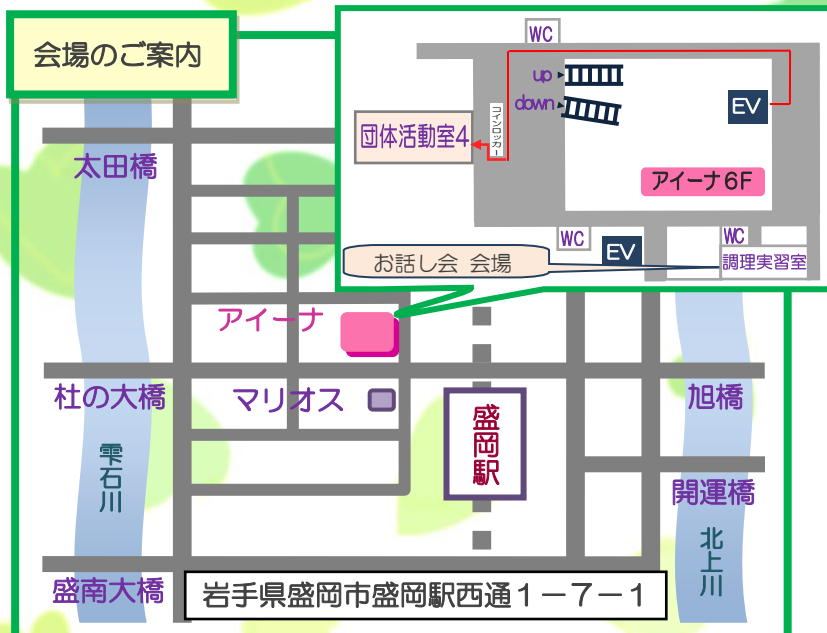 会場のご案内
WC
up
down
EV
コインロッカー
団体活動室4
アイーナ6F
WC
EV
WC
調理実習室
お話し会 会場
太田橋
アイーナ
杜の大橋
マリオス
盛岡駅
旭橋
雫石川
開運橋
北上川
盛南大橋
岩手県盛岡市盛岡駅西通1-7-1